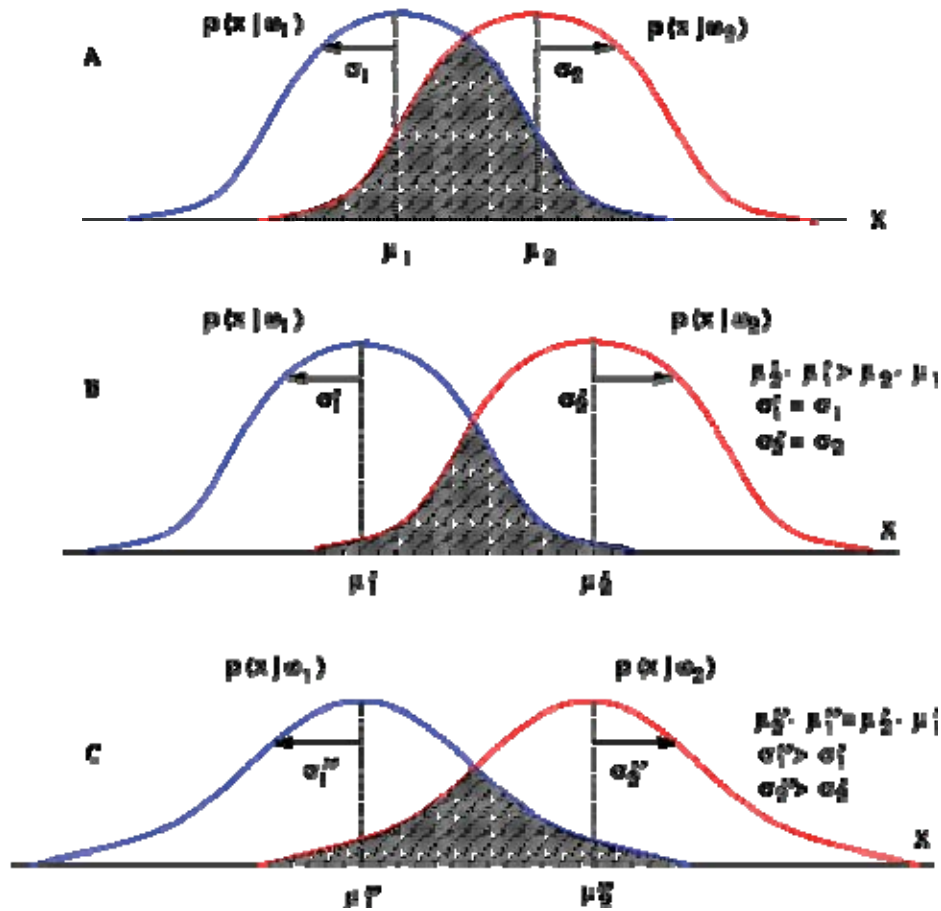 p(x|ω₁) p(x|ω₂)
A
σ₁ σ₂
X
μ₁ μ₂
p(x|ω₁) p(x|ω₂)
μ₂′ - μ₁′ > μ₂ - μ₁
B σ₁′ σ₂′
σ₁′ = σ₁
σ₂′ = σ₂
X
μ₁′ μ₂′
p(x|ω₁) p(x|ω₂)
μ₂″ - μ₁″ = μ₂′ - μ₁′
C σ₁″ σ₂″
σ₁″ > σ₁′
σ₂″ > σ₂′
X
μ₁″ μ₂″